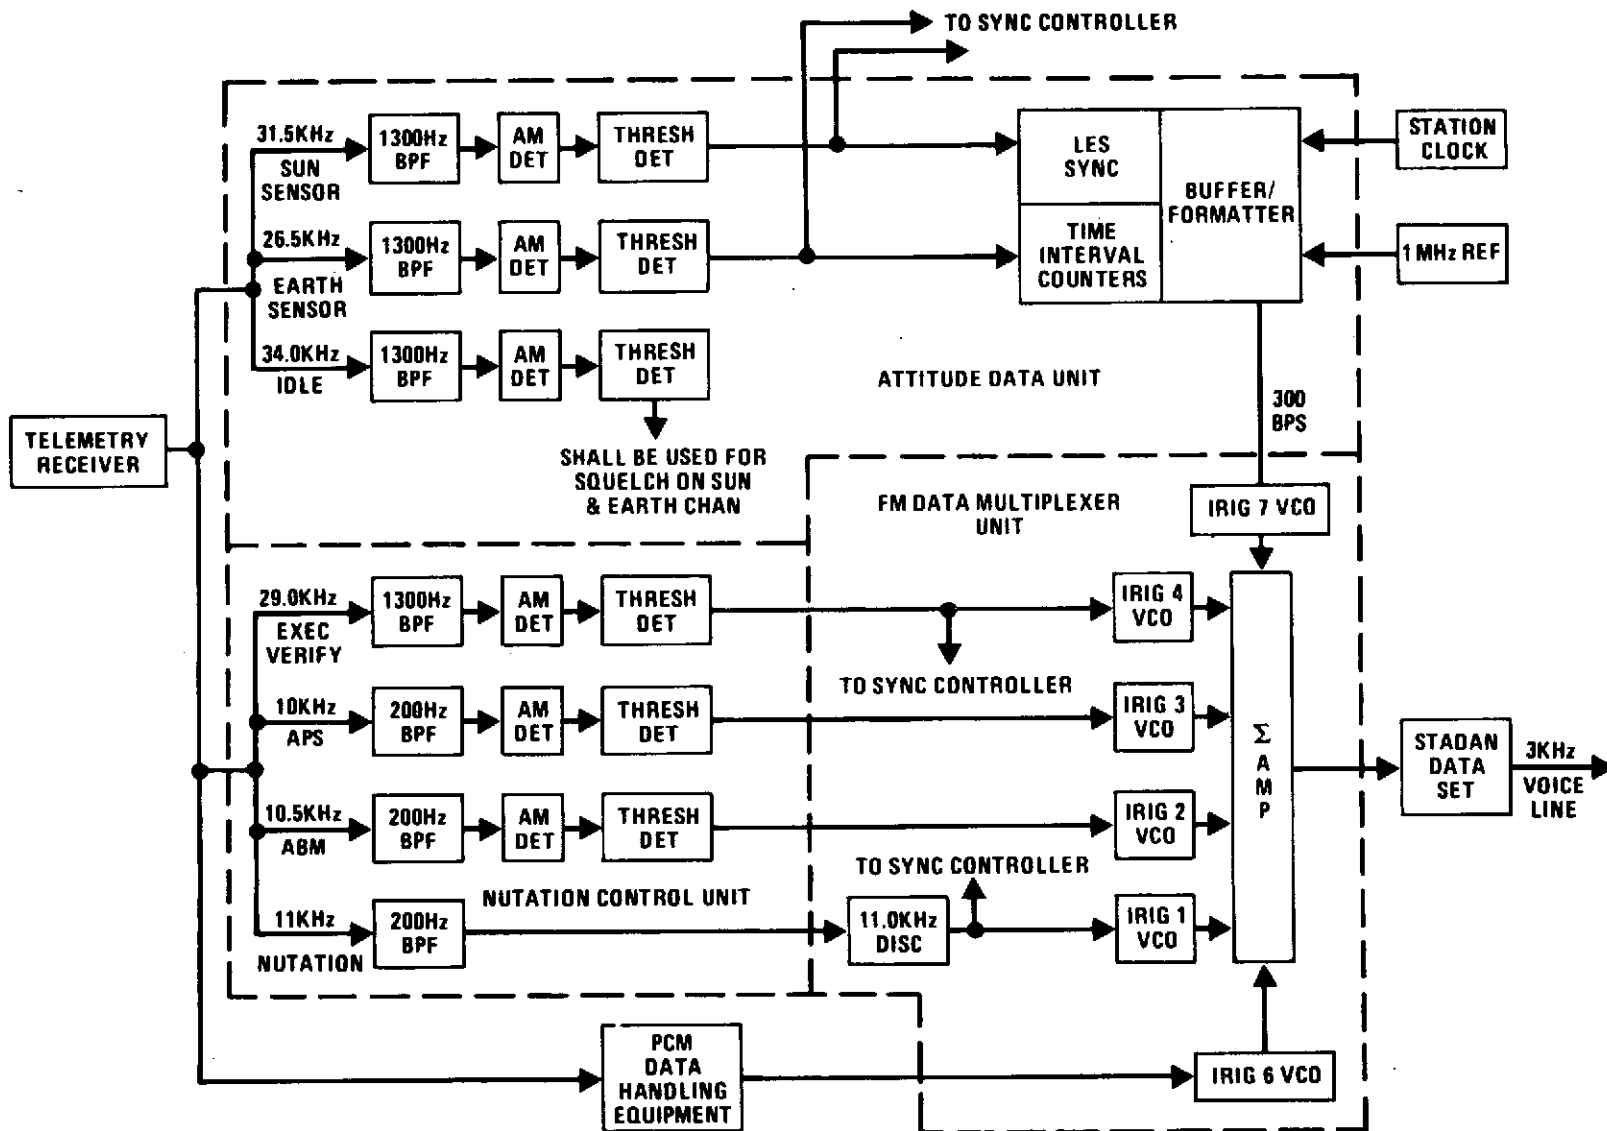 TO SYNC CONTROLLER
31.5KHz
SUN
SENSOR
1300Hz
BPF
AM
DET
THRESH
DET
LES
SYNC
BUFFER/
FORMATTER
STATION
CLOCK
26.5KHz
EARTH
SENSOR
1300Hz
BPF
AM
DET
THRESH
DET
TIME
INTERVAL
COUNTERS
1 MHz REF
34.0KHz
IDLE
1300Hz
BPF
AM
DET
THRESH
DET
ATTITUDE DATA UNIT
300
BPS
TELEMETRY
RECEIVER
SHALL BE USED FOR
SQUELCH ON SUN
& EARTH CHAN
FM DATA MULTIPLEXER
UNIT
IRIG 7 VCO
29.0KHz
EXEC
VERIFY
1300Hz
BPF
AM
DET
THRESH
DET
IRIG 4
VCO
TO SYNC CONTROLLER
10KHz
APS
200Hz
BPF
AM
DET
THRESH
DET
IRIG 3
VCO
Σ
A
M
P
STADAN
DATA
SET
3KHz
VOICE
LINE
10.5KHz
ABM
200Hz
BPF
AM
DET
THRESH
DET
IRIG 2
VCO
TO SYNC CONTROLLER
NUTATION CONTROL UNIT
11KHz
NUTATION
200Hz
BPF
11.0KHz
DISC
IRIG 1
VCO
PCM
DATA
HANDLING
EQUIPMENT
IRIG 6 VCO